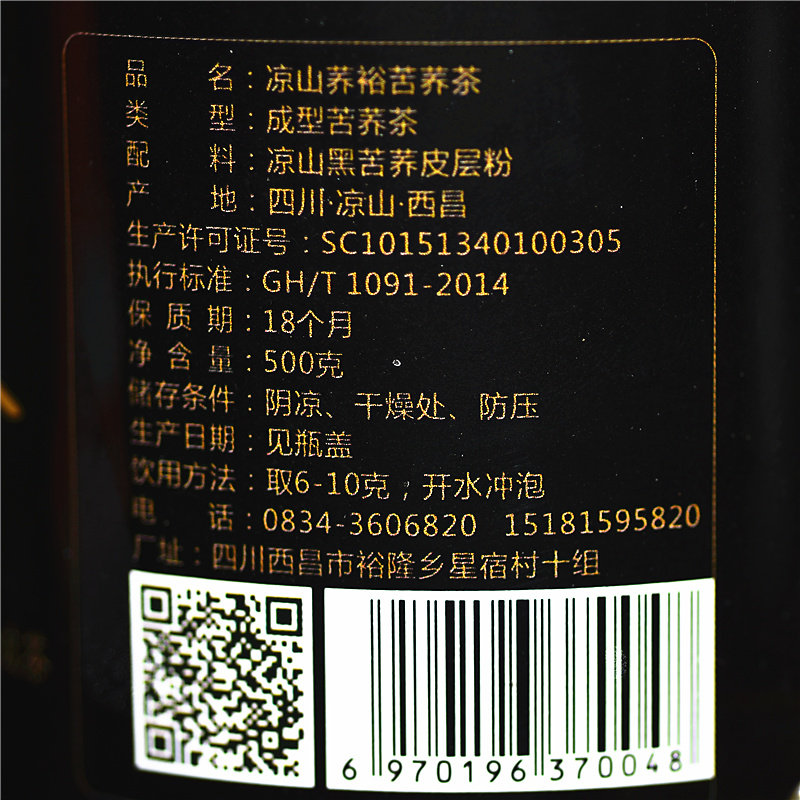 品 名：凉山荞裕苦荞茶
类 型：成型苦荞茶
配 料：凉山黑苦荞皮层粉
产 地：四川·凉山·西昌
生产许可证号：SC10151340100305
执行标准：GH/T 1091-2014
保 质 期：18个月
净 含 量：500克
储存条件：阴凉、干燥处、防压
生产日期：见瓶盖
饮用方法：取6-10克；开水冲泡
电 话：0834-3606820 15181595820
厂址：四川西昌市裕隆乡星宿村十组
6 970196 370048